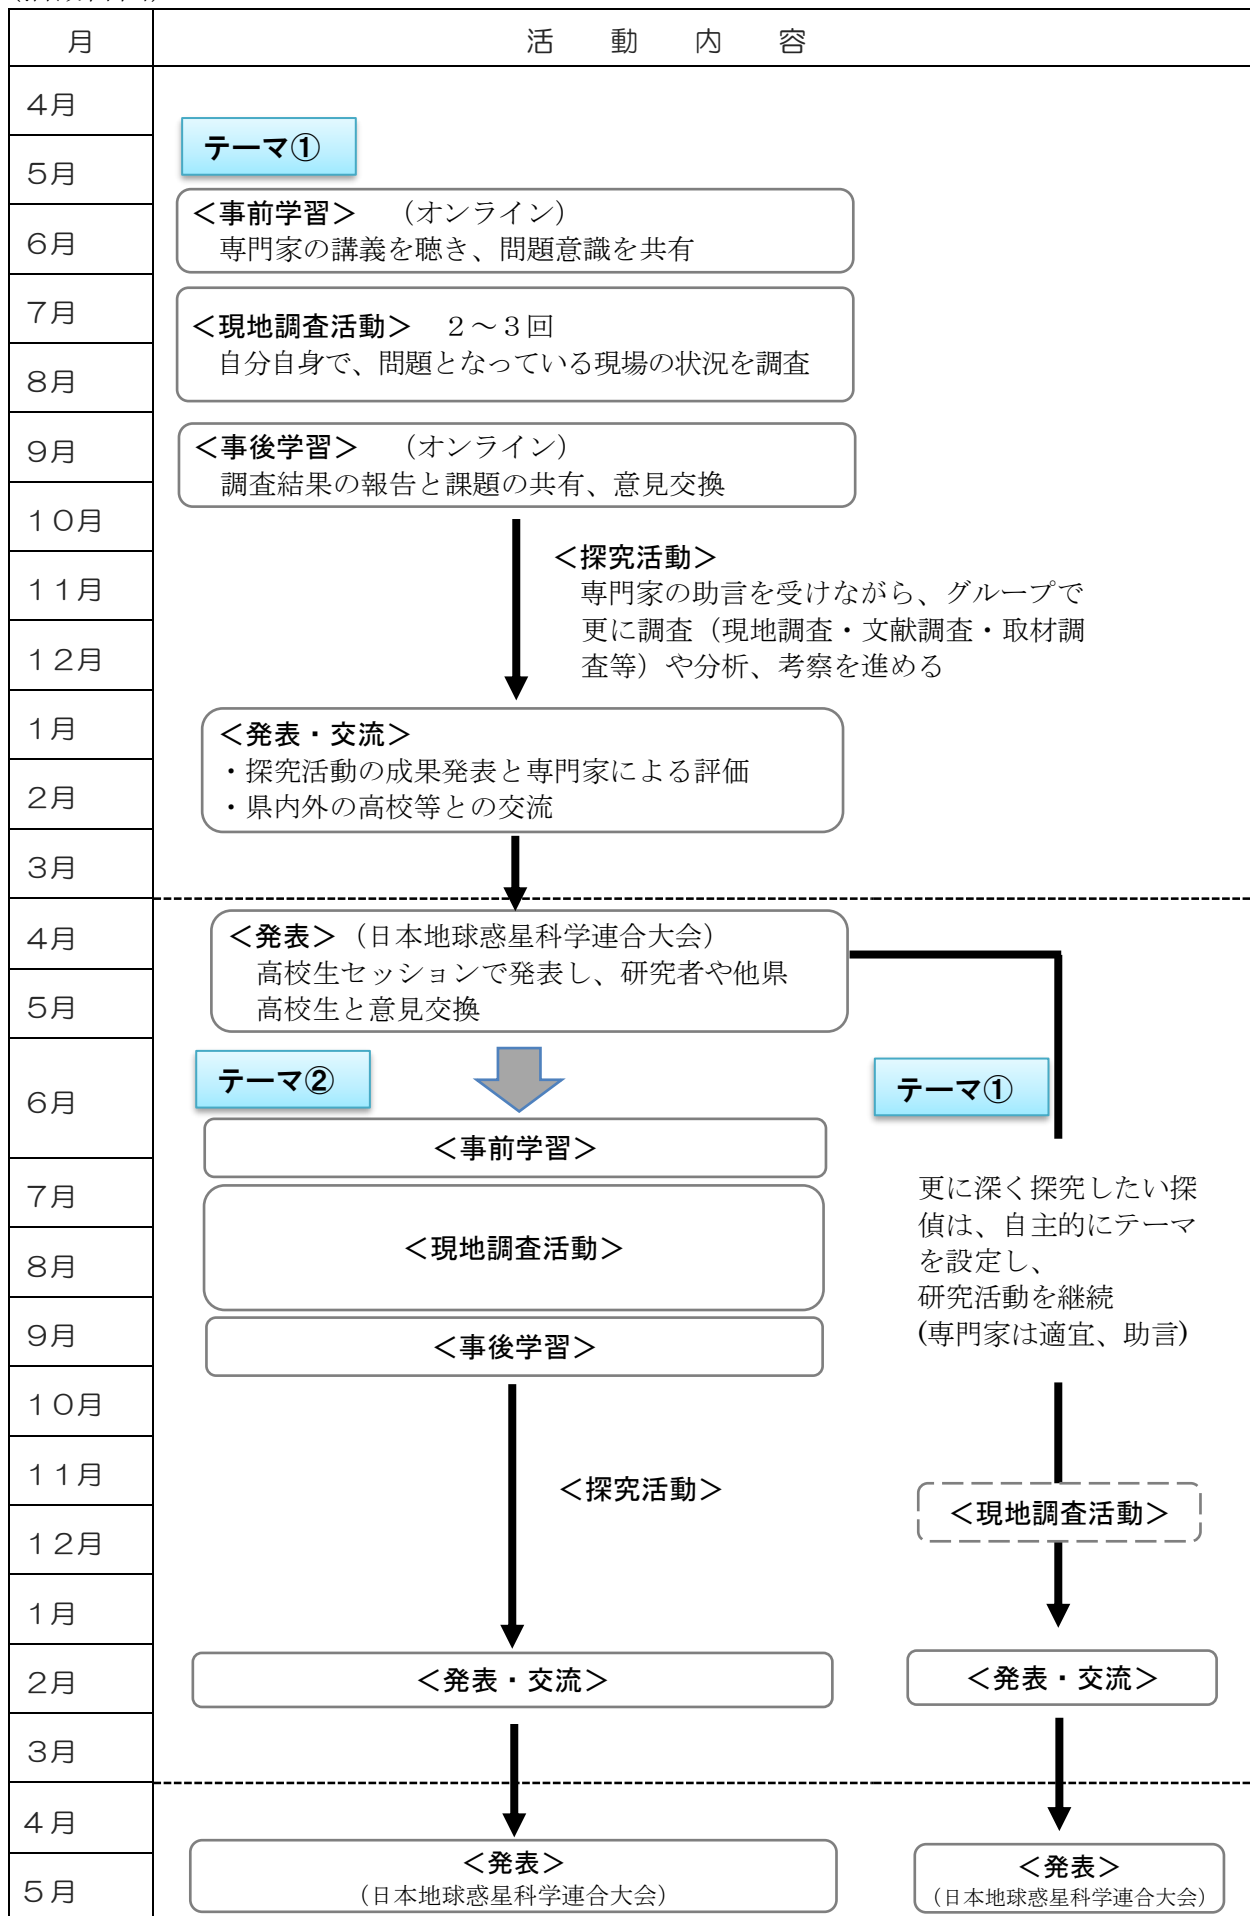 月
活動内容
4月
5月
6月
7月
8月
9月
10月
11月
12月
1月
2月
3月
テーマ①
＜事前学習＞ （オンライン）
専門家の講義を聴き、問題意識を共有
＜現地調査活動＞ ２～３回
自分自身で、問題となっている現場の状況を調査
＜事後学習＞ （オンライン）
調査結果の報告と課題の共有、意見交換
＜探究活動＞
専門家の助言を受けながら、グループで
更に調査（現地調査・文献調査・取材調
査等）や分析、考察を進める
＜発表・交流＞
・探究活動の成果発表と専門家による評価
・県内外の高校等との交流
4月
5月
6月
7月
8月
9月
10月
11月
12月
1月
2月
3月
＜発表＞（日本地球惑星科学連合大会）
高校生セッションで発表し、研究者や他県
高校生と意見交換
テーマ②
＜事前学習＞
＜現地調査活動＞
＜事後学習＞
＜探究活動＞
＜発表・交流＞
テーマ①
更に深く探究したい探
偵は、自主的にテーマ
を設定し、
研究活動を継続
(専門家は適宜、助言)
＜現地調査活動＞
＜発表・交流＞
4月
5月
＜発表＞
（日本地球惑星科学連合大会）
＜発表＞
（日本地球惑星科学連合大会）